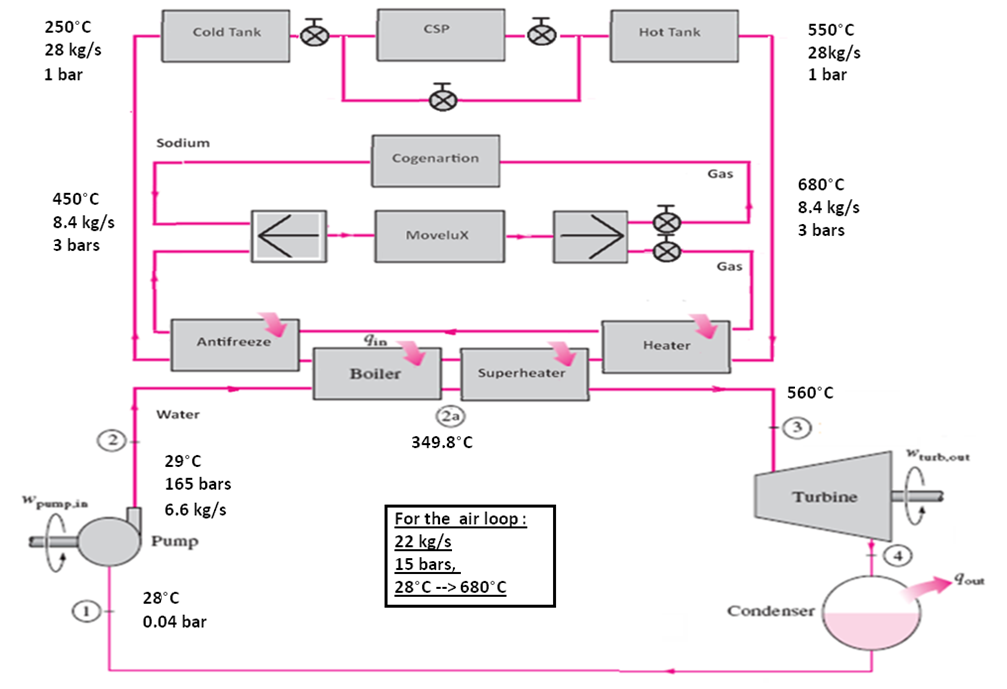 250°C
28 kg/s
1 bar
Cold Tank
CSP
Hot Tank
550°C
28kg/s
1 bar
Sodium
Cogenartion
Gas
450°C
8.4 kg/s
3 bars
MoveluX
680°C
8.4 kg/s
3 bars
Gas
Antifreeze
qin
Boiler
Superheater
Heater
2a
349.8°C
560°C
Water
2
3
29°C
165 bars
6.6 kg/s
wpump,in
Pump
wturb,out
Turbine
For the air loop :
22 kg/s
15 bars,
28°C --> 680°C
4
qout
Condenser
1
28°C
0.04 bar